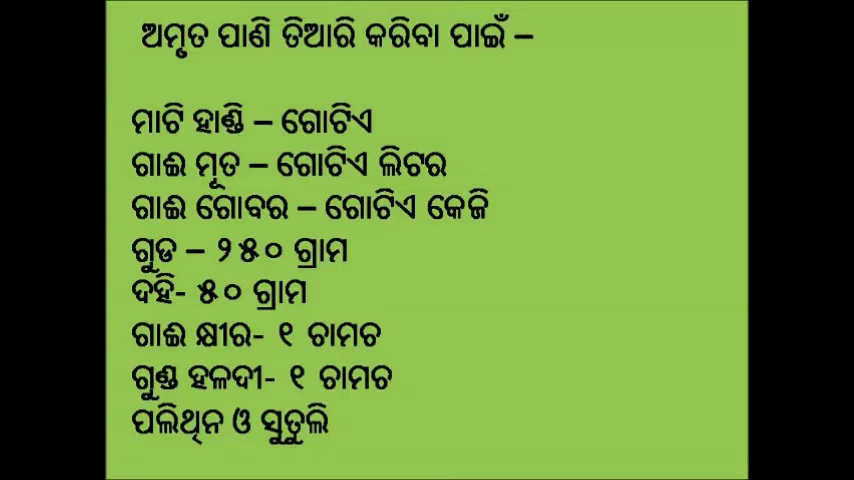 ଅମୃତ ପାଣି ତିଆରି କରିବା ପାଇଁ –
ମାଟି ହାଣ୍ଡି – ଗୋଟିଏ
ଗାଈ ମୂତ – ଗୋଟିଏ ଲିଟର
ଗାଈ ଗୋବର – ଗୋଟିଏ କେଜି
ଗୁଡ – ୨୫୦ ଗ୍ରାମ
ଦହି- ୫୦ ଗ୍ରାମ
ଗାଈ କ୍ଷୀର- ୧ ଚାମଚ
ଗୁଣ୍ଡ ହଳଦୀ- ୧ ଚାମଚ
ପଲିଥିନ ଓ ସୁତୁଲି